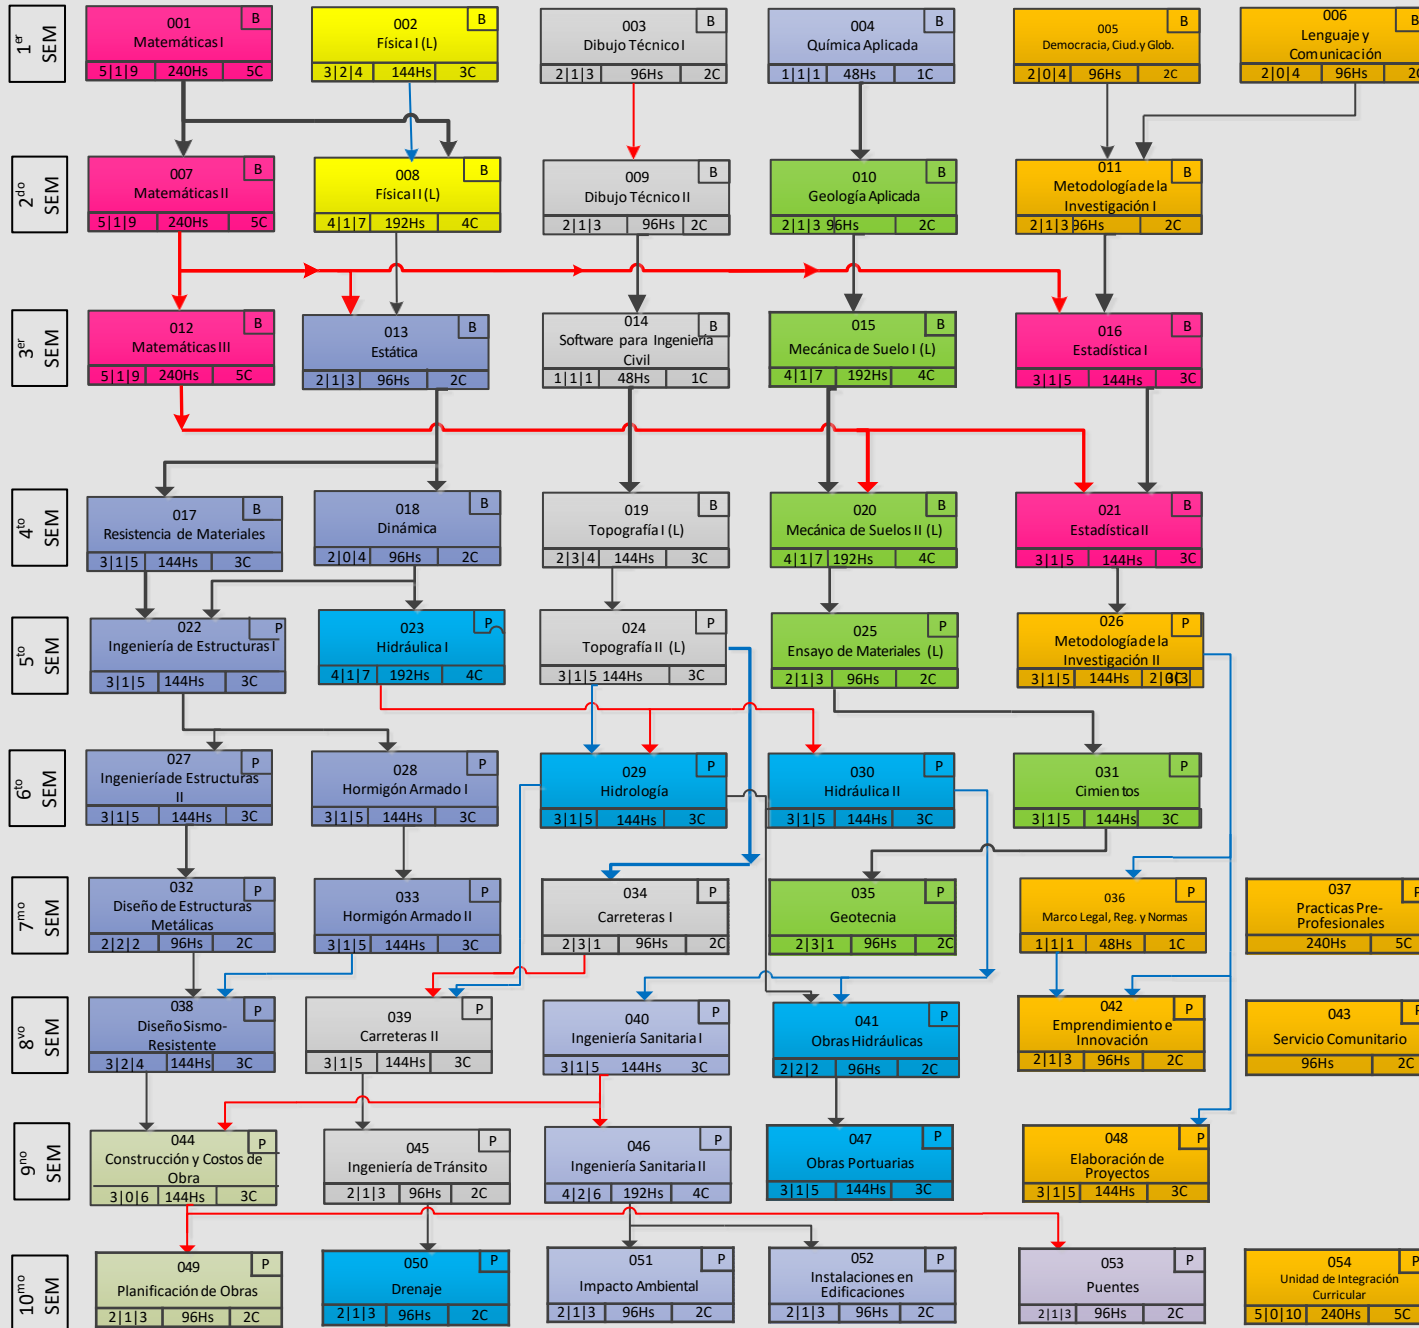 1er SEM
001 B
Matemáticas I
5|1|9 240Hs 5C
002 B
Física I (L)
3|2|4 144Hs 3C
003 B
Dibujo Técnico I
2|1|3 96Hs 2C
004 B
Química Aplicada
1|1|1 48Hs 1C
005 B
Democracia, Ciud.y Glob.
2|0|4 96Hs 2C
006 B
Lenguaje y
Comunicación
2|0|4 96Hs 2C
2do SEM
007 B
Matemáticas II
5|1|9 240Hs 5C
008 B
Física II (L)
4|1|7 192Hs 4C
009 B
Dibujo Técnico II
2|1|3 96Hs 2C
010 B
Geología Aplicada
2|1|3 96Hs 2C
011 B
Metodología de la
Investigación I
2|1|3 96Hs 2C
3er SEM
012 B
Matemáticas III
5|1|9 240Hs 5C
013 B
Estática
2|1|3 96Hs 2C
014 B
Software para Ingeniería
Civil
1|1|1 48Hs 1C
015 B
Mecánica de Suelo I (L)
4|1|7 192Hs 4C
016 B
Estadística I
3|1|5 144Hs 3C
4to SEM
017 B
Resistencia de Materiales
3|1|5 144Hs 3C
018 B
Dinámica
2|0|4 96Hs 2C
019 B
Topografía I (L)
2|3|4 144Hs 3C
020 B
Mecánica de Suelos II (L)
4|1|7 192Hs 4C
021 B
Estadística II
3|1|5 144Hs 3C
5to SEM
022 P
Ingeniería de Estructuras I
3|1|5 144Hs 3C
023 P
Hidráulica I
4|1|7 192Hs 4C
024 P
Topografía II (L)
3|1|5 144Hs 3C
025 P
Ensayo de Materiales (L)
2|1|3 96Hs 2C
026 P
Metodología de la
Investigación II
3|1|5 144Hs
6to SEM
027 P
Ingeniería de Estructuras
II
3|1|5 144Hs 3C
028 P
Hormigón Armado I
3|1|5 144Hs 3C
029 P
Hidrología
3|1|5 144Hs 3C
030 P
Hidráulica II
3|1|5 144Hs 3C
031 P
Cimientos
3|1|5 144Hs 3C
7mo SEM
032 P
Diseño de Estructuras
Metálicas
2|2|2 96Hs 2C
033 P
Hormigón Armado II
3|1|5 144Hs 3C
034 P
Carreteras I
2|3|1 96Hs 2C
035 P
Geotecnia
2|3|1 96Hs 2C
036 P
Marco Legal, Reg. y Normas
1|1|1 48Hs 1C
037 P
Practicas Pre-
Profesionales
240Hs 5C
8vo SEM
038 P
Diseño Sismo-
Resistente
3|2|4 144Hs 3C
039 P
Carreteras II
3|1|5 144Hs 3C
040 P
Ingeniería Sanitaria I
3|1|5 144Hs 3C
041 P
Obras Hidráulicas
2|2|2 96Hs 2C
042 P
Emprendimiento e
Innovación
2|1|3 96Hs 2C
043 P
Servicio Comunitario
96Hs 2C
9no SEM
044 P
Construcción y Costos de
Obra
3|0|6 144Hs 3C
045 P
Ingeniería de Tránsito
2|1|3 96Hs 2C
046 P
Ingeniería Sanitaria II
4|2|6 192Hs 4C
047 P
Obras Portuarias
3|1|5 144Hs 3C
048 P
Elaboración de
Proyectos
3|1|5 144Hs 3C
10mo SEM
049 P
Planificación de Obras
2|1|3 96Hs 2C
050 P
Drenaje
2|1|3 96Hs 2C
051 P
Impacto Ambiental
2|1|3 96Hs 2C
052 P
Instalaciones en
Edificaciones
2|1|3 96Hs 2C
053 P
Puentes
2|1|3 96Hs 2C
054 P
Unidad de Integración
Curricular
5|0|10 240Hs 5C